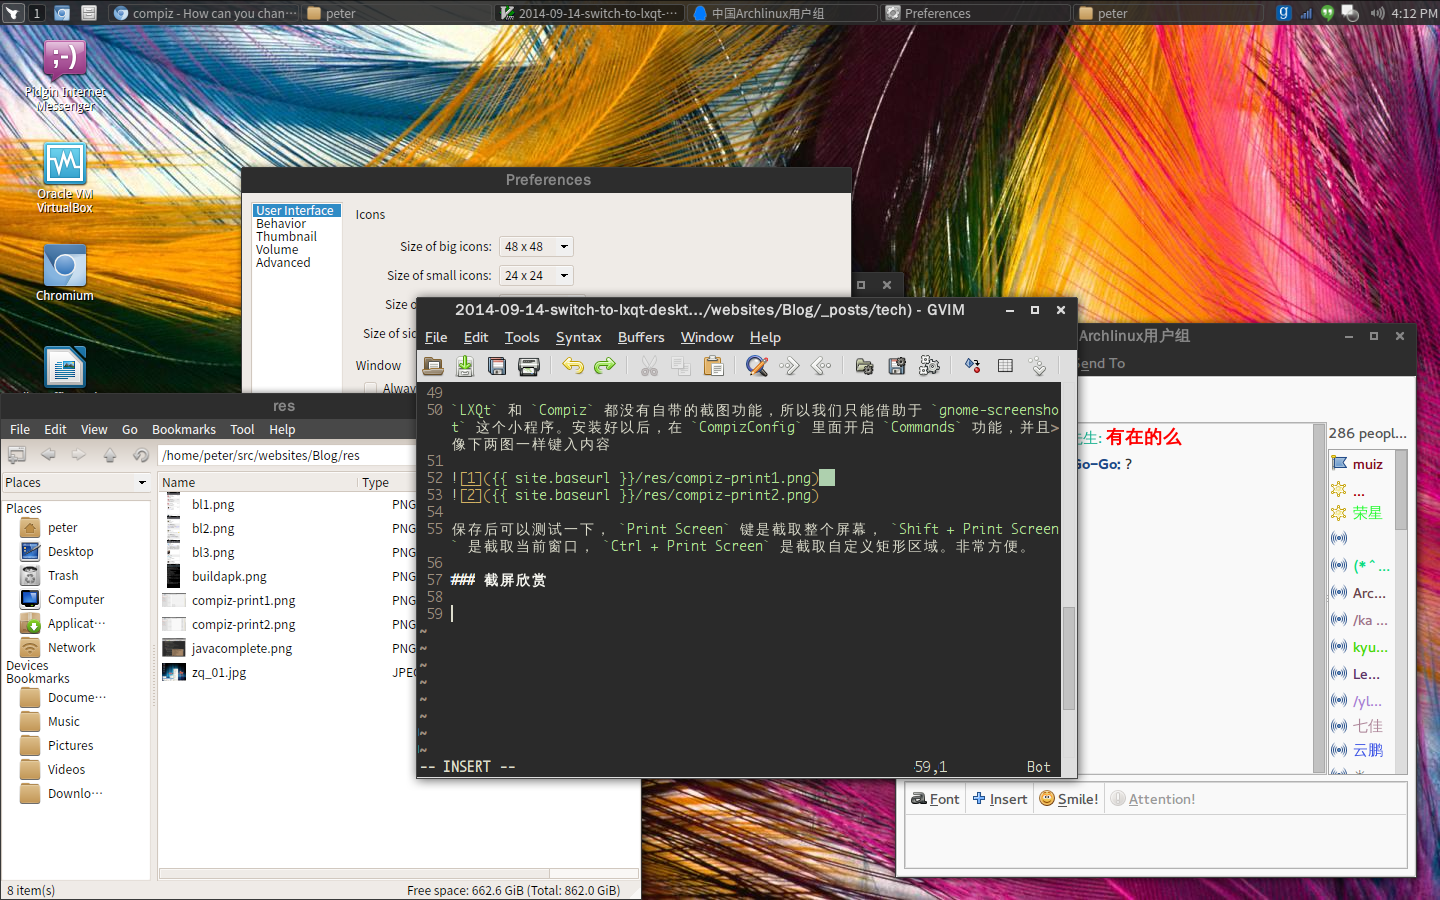 1
compiz - How can you chan···
peter
2014-09-14-switch-to-lxqt-···
中国Archlinux用户组
Preferences
peter
4:12 PM
;-)
Pidgin Internet
Messenger
Oracle VM
VirtualBox
Chromium
Preferences
User Interface
Behavior
Thumbnail
Volume
Advanced
Icons
Size of big icons:
48 x 48
Size of small icons:
24 x 24
Size o
Size of sid
Window
Alway
res
File Edit View Go Bookmarks Tool Help
/home/peter/src/websites/Blog/res
Places
Places
peter
Desktop
Trash
Computer
Applicat···
Network
Devices
Bookmarks
Docume···
Music
Pictures
Videos
Downlo···
Name Type
bl1.png PNG
bl2.png PNG
bl3.png PNG
buildapk.png PNG
compiz-print1.png PNG
compiz-print2.png PNG
javacomplete.png PNG
zq_01.jpg JPEG
8 item(s)
Free space: 662.6 GiB (Total: 862.0 GiB)
2014-09-14-switch-to-lxqt-deskt.../websites/Blog/_posts/tech) - GVIM
File Edit Tools Syntax Buffers Window Help
49
50 `LXQt` 和 `Compiz` 都没有自带的截图功能，所以我们只能借助于 `gnome-screensho
t` 这个小程序。安装好以后，在 `CompizConfig` 里面开启 `Commands` 功能，并且>
像下两图一样键入内容
51
52 ![1]({{ site.baseurl }}/res/compiz-print1.png)
53 ![2]({{ site.baseurl }}/res/compiz-print2.png)
54
55 保存后可以测试一下， `Print Screen` 键是截取整个屏幕， `Shift + Print Screen
` 是截取当前窗口， `Ctrl + Print Screen` 是截取自定义矩形区域。非常方便。
56
57 ### 截屏欣赏
58
59
~
~
~
~
~
~
~
~
-- INSERT --
59,1
Bot
Archlinux用户组
end To
先生: 有在的么
Go-Go: ?
286 peopl...
muiz
...
荣星
(*^...
Arc...
/ka ...
kyu...
Le...
/yl...
七佳
云鹏
Font
Insert
Smile!
Attention!